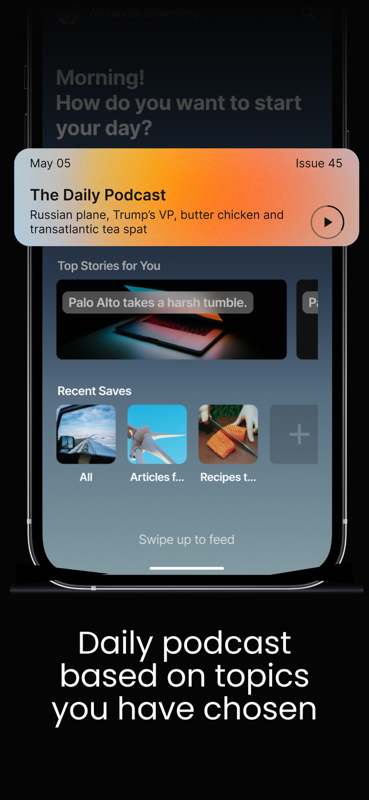 Morning!
How do you want to start
your day?
May 05
Issue 45
The Daily Podcast
Russian plane, Trump's VP, butter chicken and
transatlantic tea spat
Top Stories for You
Palo Alto takes a harsh tumble.
Recent Saves
All
Articles f...
Recipes t...
Swipe up to feed
Daily podcast
based on topics
you have chosen